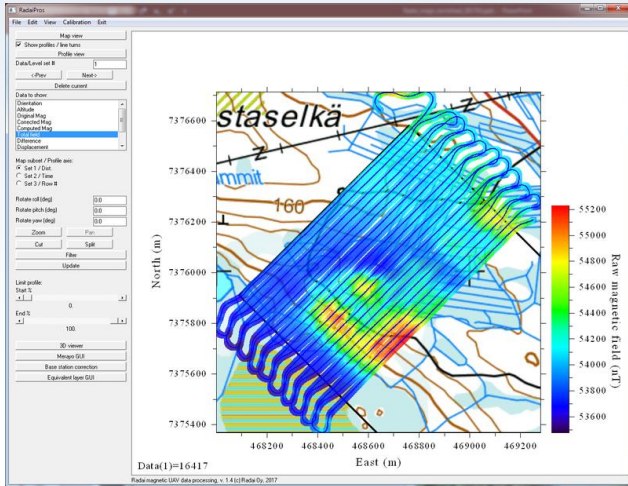 RadaiPros
File Edit View Calibration Exit
Map view
Show profiles / line turns
Profile view
Data/Level set # 1
<-Prev Next->
Delete current
Data to show:
Orientation
Altitude
Original Mag
Corrected Mag
Computed Mag
Total field
Difference
Displacement
Map subset / Profile axis:
Set 1 / Dist.
Set 2 / Time
Set 3 / Row #
Rotate roll (deg) 0.0
Rotate pitch (deg) 0.0
Rotate yaw (deg) 0.0
Zoom Pan
Cut Split
Filter
Update
Limit profile:
Start %
0.
End %
100.
3D viewer
Merapo GUI
Base station correction
Equivalent layer GUI
staselkä
mmit
160
N
N
7376600
7376400
7376200
7376000
7375800
7375600
7375400
North (m)
468200 468400 468600 468800 469000 469200
East (m)
55200
55000
54800
54600
54400
54200
54000
53800
53600
Raw magnetic field (nT)
Data(1)=16417
Radai magnetic UAV data processing, v. 1.4 (c) Radai Oy, 2017